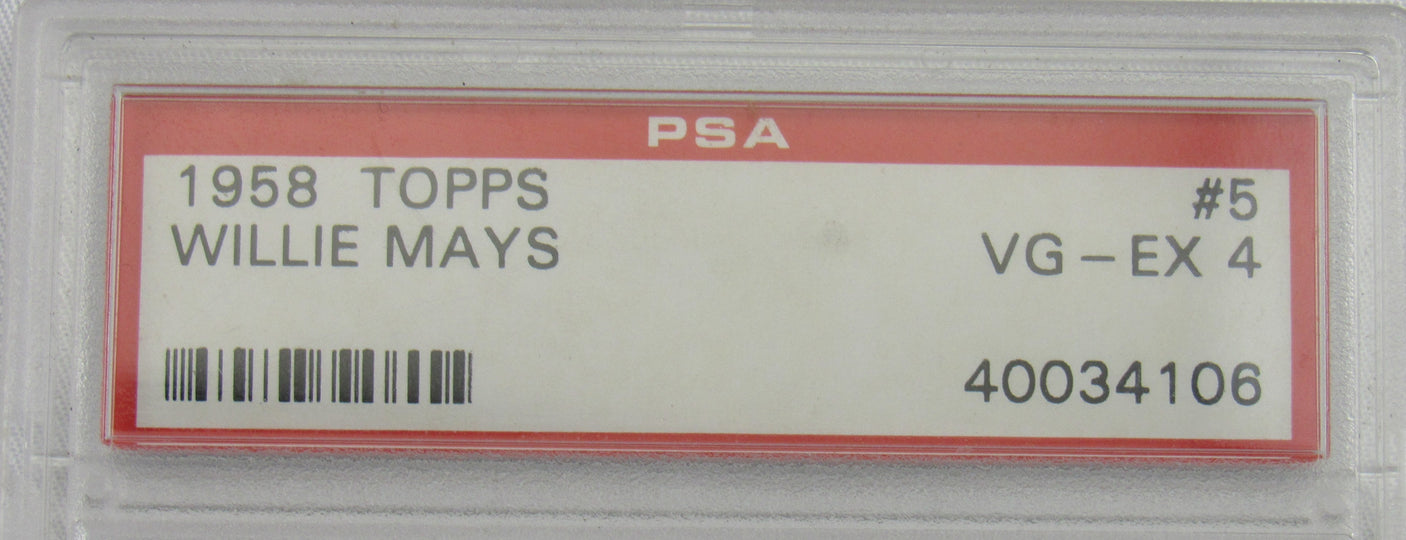 PSA
1958 TOPPS #5
WILLIE MAYS VG-EX 4
40034106